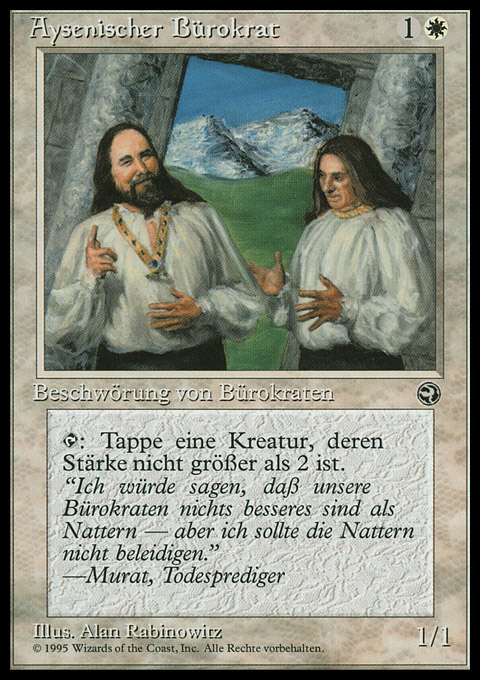 Aysenischer Bürokrat 1
Beschwörung von Bürokraten
: Tappe eine Kreatur, deren
Stärke nicht größer als 2 ist.
“Ich würde sagen, daß unsere
Bürokraten nichts besseres sind als
Nattern — aber ich sollte die Nattern
nicht beleidigen.”
—Murat, Todesprediger
Illus. Alan Rabinowitz
1/1
© 1995 Wizards of the Coast, Inc. Alle Rechte vorbehalten.